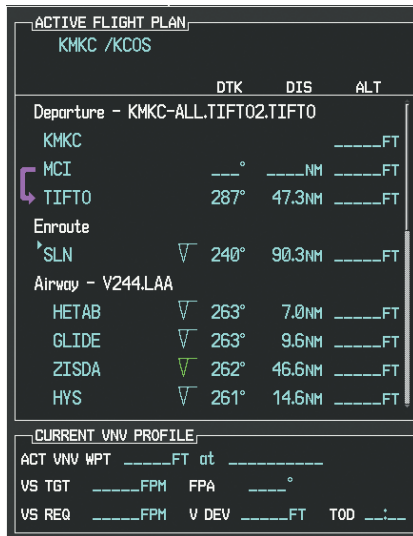 ACTIVE FLIGHT PLAN
KMKC /KCOS
DTK DIS ALT
Departure - KMKC-ALL.TIFTO2.TIFTO
KMKC _____FT
MCI ___° ____NM _____FT
TIFTO 287° 47.3NM _____FT
Enroute
SLN 240° 90.3NM _____FT
Airway - V244.LAA
HETAB 263° 7.0NM _____FT
GLIDE 263° 9.6NM _____FT
ZISDA 262° 46.6NM _____FT
HYS 261° 14.6NM _____FT
CURRENT VNV PROFILE
ACT VNV WPT _____FT at __________
VS TGT _____FPM FPA ____°
VS REQ _____FPM V DEV _____FT TOD __:__